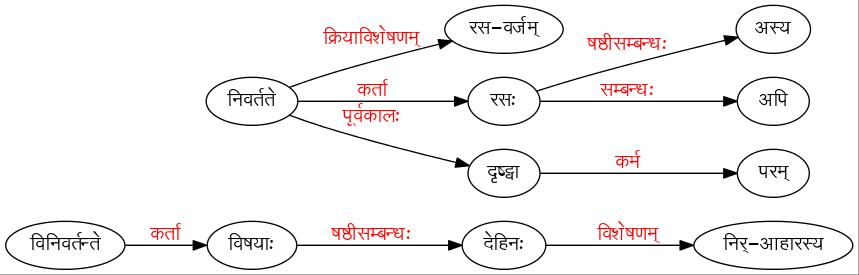 रस-वर्जम्
अस्य
क्रियाविशेषणम्
षष्ठीसम्बन्धः
निवर्तते
कर्ता
रसः
सम्बन्धः
अपि
पूर्वकालः
दृष्ट्वा
कर्म
परम्
विनिवर्तन्ते
कर्ता
विषयाः
षष्ठीसम्बन्धः
देहिनः
विशेषणम्
निर्-आहारस्य